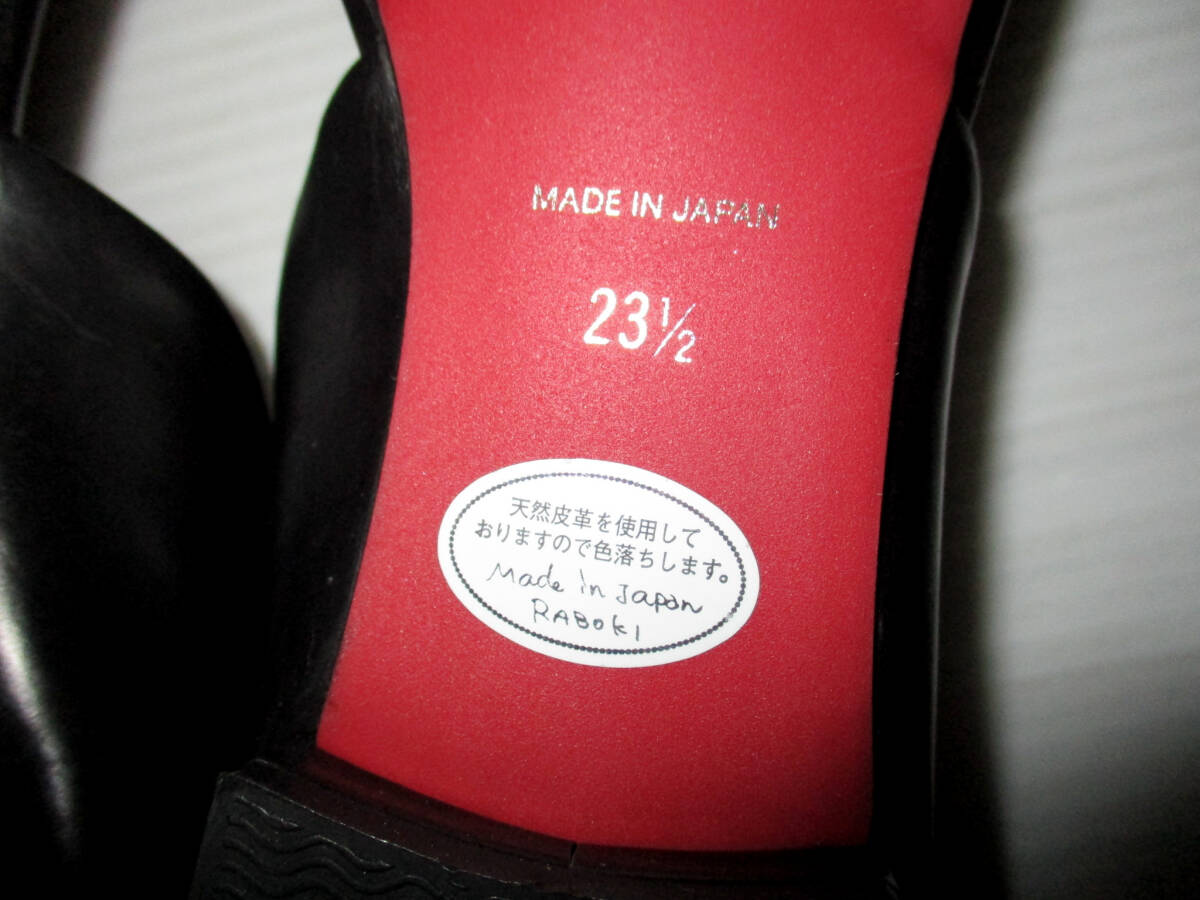 MADE IN JAPAN
23½
天然皮革を使用して
おりますので色落ちします。
Made in Japan
RABOKI